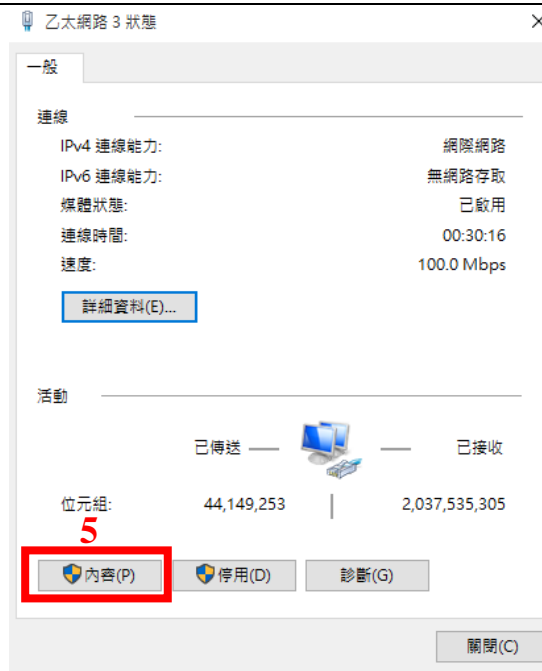 乙太網路 3 狀態
一般
連線
IPv4 連線能力: 網際網路
IPv6 連線能力: 無網路存取
媒體狀態: 已啟用
連線時間: 00:30:16
速度: 100.0 Mbps
詳細資料(E)...
活動
已傳送 已接收
位元組: 44,149,253 2,037,535,305
5
內容(P) 停用(D) 診斷(G)
關閉(C)